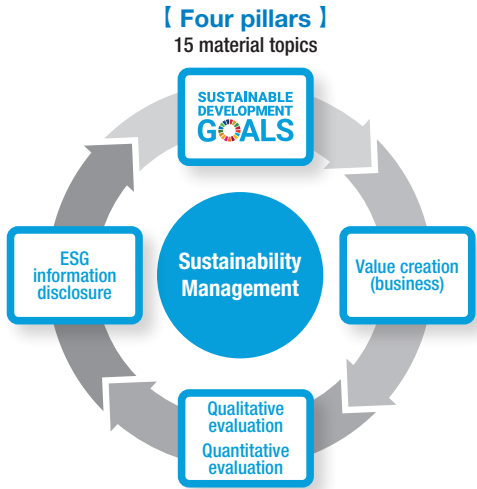 【 Four pillars 】
15 material topics
SUSTAINABLE
DEVELOPMENT
GOALS
ESG
information
disclosure
Sustainability
Management
Value creation
(business)
Qualitative
evaluation
Quantitative
evaluation